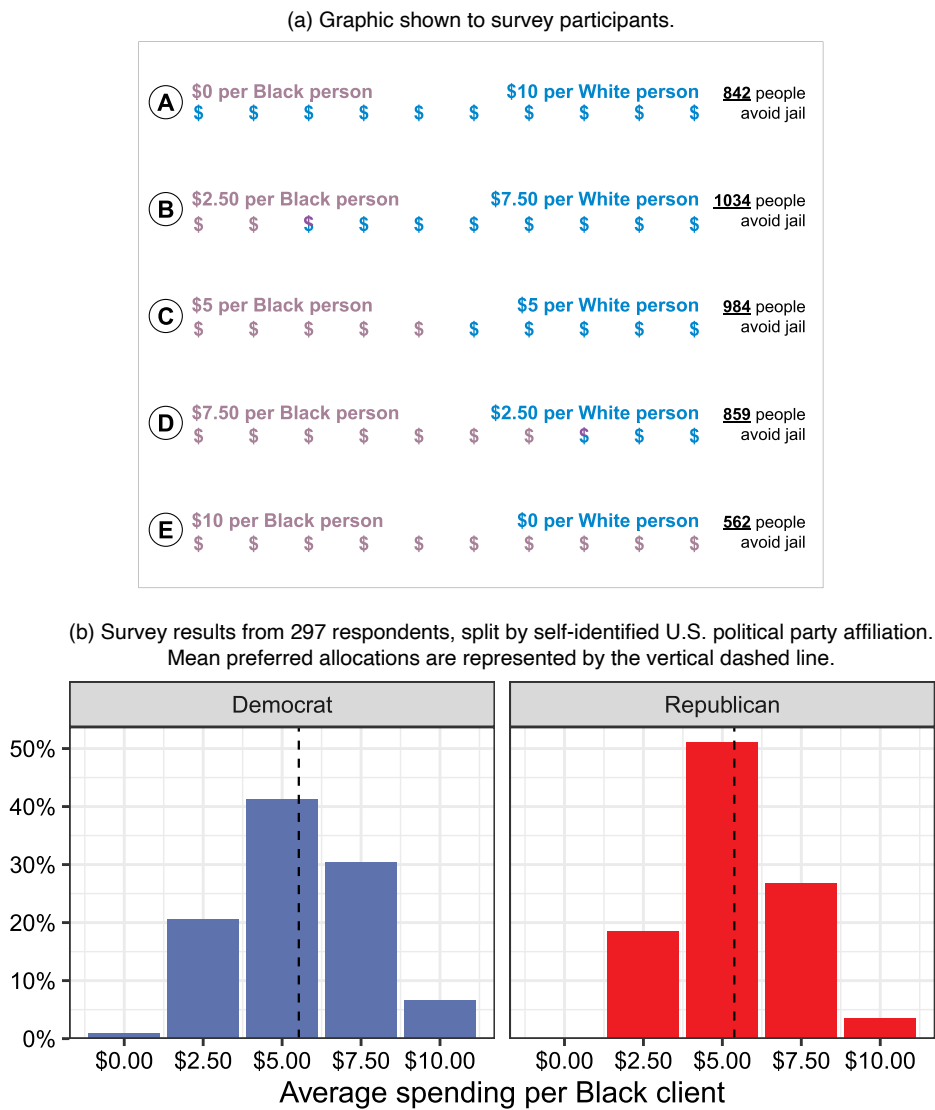 (a) Graphic shown to survey participants.
A
$0 per Black person
$10 per White person
842 people
avoid jail
$ $ $ $ $ $ $ $ $ $
B
$2.50 per Black person
$7.50 per White person
1034 people
avoid jail
$ $ $ $ $ $ $ $ $ $
C
$5 per Black person
$5 per White person
984 people
avoid jail
$ $ $ $ $ $ $ $ $ $
D
$7.50 per Black person
$2.50 per White person
859 people
avoid jail
$ $ $ $ $ $ $ $ $ $
E
$10 per Black person
$0 per White person
562 people
avoid jail
$ $ $ $ $ $ $ $ $ $
(b) Survey results from 297 respondents, split by self-identified U.S. political party affiliation.
Mean preferred allocations are represented by the vertical dashed line.
Democrat
Republican
50%
40%
30%
20%
10%
0%
$0.00 $2.50 $5.00 $7.50 $10.00
$0.00 $2.50 $5.00 $7.50 $10.00
Average spending per Black client